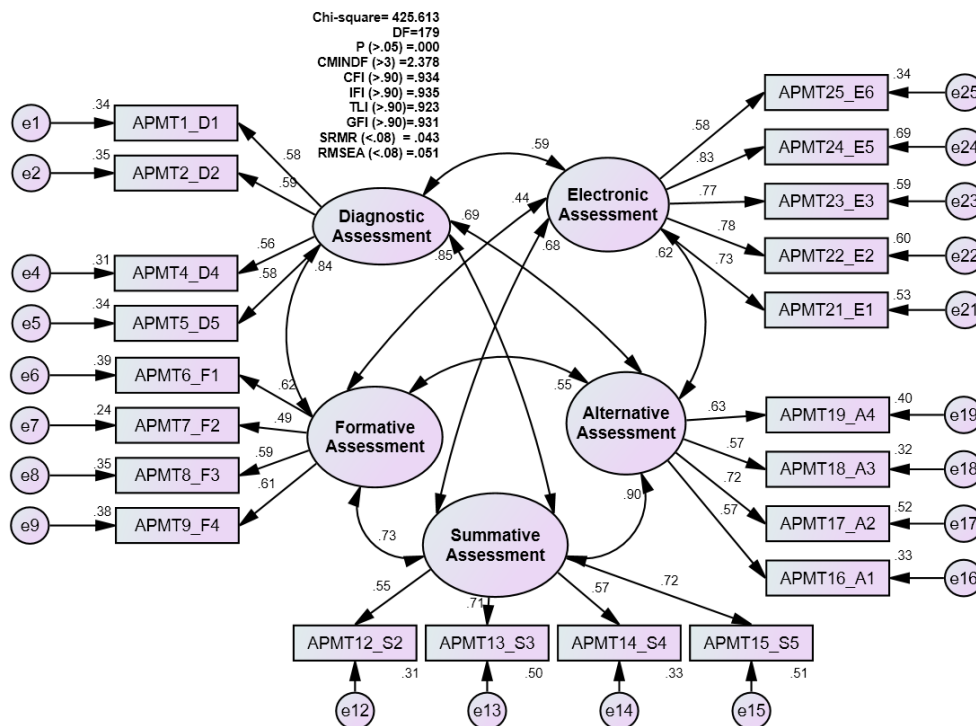 Chi-square= 425.613
DF=179
P (>.05) =.000
CMINDF (>3) =2.378
CFI (>.90) =.934
IFI (>.90) =.935
TLI (>.90)=.923
GFI (>.90)=.931
SRMR (<.08) = .043
RMSEA (<.08) =.051
e1
.34
APMT1_D1
.58
e2
.35
APMT2_D2
.59
e4
.31
APMT4_D4
.56
e5
.34
APMT5_D5
.58
e6
.39
APMT6_F1
.62
e7
.24
APMT7_F2
.49
e8
.35
APMT8_F3
.59
e9
.38
APMT9_F4
.61
Diagnostic
Assessment
Electronic
Assessment
Formative
Assessment
Alternative
Assessment
Summative
Assessment
.59
.44
.69
.68
.85
.84
.62
.55
.90
.73
.58
APMT25_E6
.34
e25
.83
APMT24_E5
.69
e24
.77
APMT23_E3
.59
e23
.78
APMT22_E2
.60
e22
.73
APMT21_E1
.53
e21
.63
APMT19_A4
.40
e19
.57
APMT18_A3
.32
e18
.72
APMT17_A2
.52
e17
.57
APMT16_A1
.33
e16
.55
.71
.57
.72
APMT12_S2
APMT13_S3
APMT14_S4
APMT15_S5
.31
.50
.33
.51
e12
e13
e14
e15